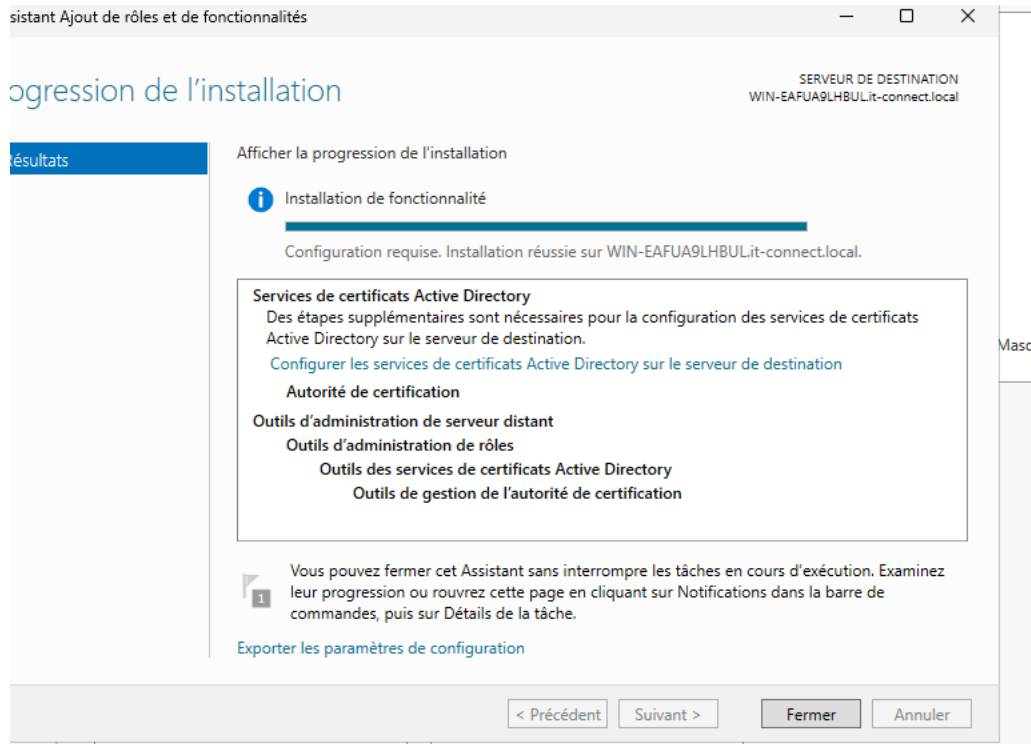 sistant Ajout de rôles et de fonctionnalités
ogression de l’installation
SERVEUR DE DESTINATION
WIN-EAFUA9LHBUL.it-connect.local
Résultats
Afficher la progression de l’installation
Installation de fonctionnalité
Configuration requise. Installation réussie sur WIN-EAFUA9LHBUL.it-connect.local.
Services de certificats Active Directory
Des étapes supplémentaires sont nécessaires pour la configuration des services de certificats
Active Directory sur le serveur de destination.
Configurer les services de certificats Active Directory sur le serveur de destination
Autorité de certification
Outils d’administration de serveur distant
Outils d’administration de rôles
Outils des services de certificats Active Directory
Outils de gestion de l’autorité de certification
Masc
1
Vous pouvez fermer cet Assistant sans interrompre les tâches en cours d’exécution. Examinez
leur progression ou rouvrez cette page en cliquant sur Notifications dans la barre de
commandes, puis sur Détails de la tâche.
Exporter les paramètres de configuration
< Précédent
Suivant >
Fermer
Annuler